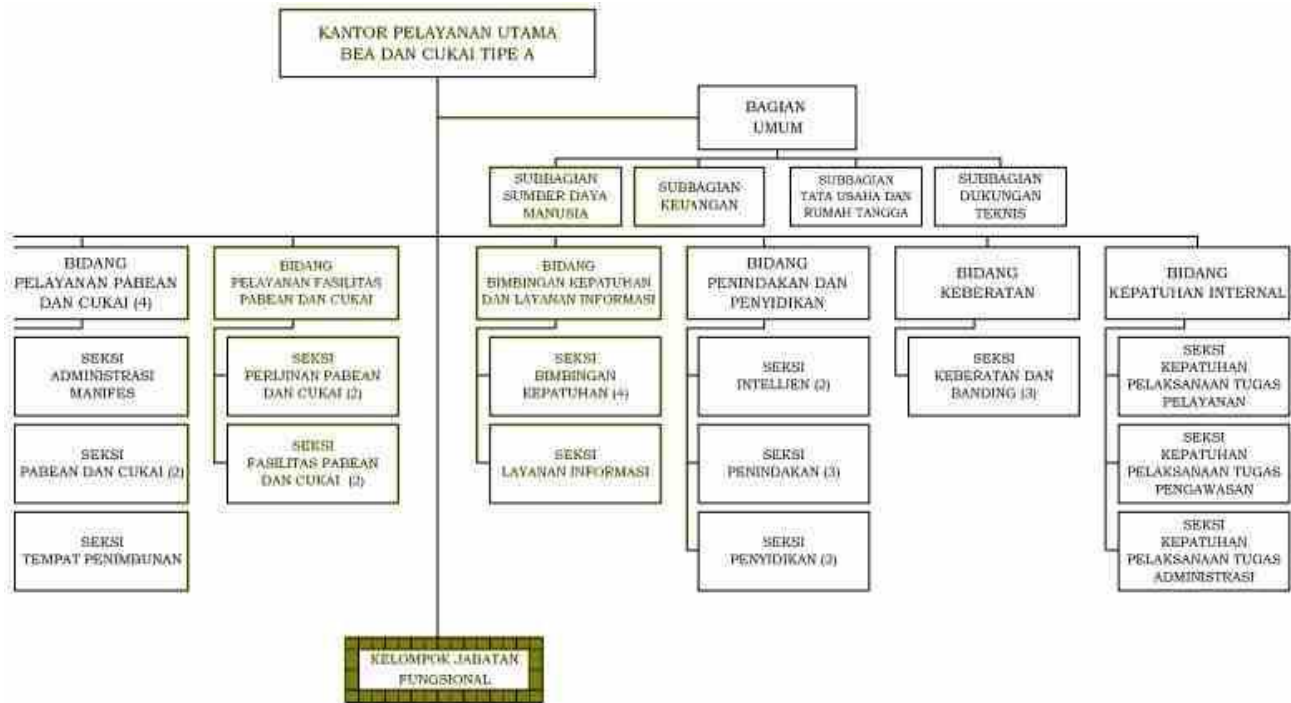 KANTOR PELAYANAN UTAMA
BEA DAN CUKAI TIPE A
BAGIAN
UMUM
SUBBAGIAN
SUMBER DAYA
MANUSIA
SUBBAGIAN
KEUANGAN
SUBBAGIAN
TATA USAHA DAN
RUMAH TANGGA
SUBBAGIAN
DUKUNGAN
TEKNIS
BIDANG
PELAYANAN PABEAN
DAN CUKAI (4)
BIDANG
PELAYANAN FASILITAS
PABEAN DAN CUKAI
BIDANG
BIMBINGAN KEPATUHAN
DAN LAYANAN INFORMASI
BIDANG
PENINDAKAN DAN
PENYIDIKAN
BIDANG
KEBERATAN
BIDANG
KEPATUHAN INTERNAL
SEKSI
ADMINISTRASI
MANIFES
SEKSI
PERIJINAN PABEAN
DAN CUKAI (2)
SEKSI
BIMBINGAN
KEPATUHAN (4)
SEKSI
INTELIJEN (2)
SEKSI
KEBERATAN DAN
BANDING (3)
SEKSI
KEPATUHAN
PELAKSANAAN TUGAS
PELAYANAN
SEKSI
PABEAN DAN CUKAI (2)
SEKSI
FASILITAS PABEAN
DAN CUKAI (2)
SEKSI
LAYANAN INFORMASI
SEKSI
PENINDAKAN (3)
SEKSI
KEPATUHAN
PELAKSANAAN TUGAS
PENGAWASAN
SEKSI
TEMPAT PENIMBUNAN
SEKSI
PENYIDIKAN
SEKSI
KEPATUHAN
PELAKSANAAN TUGAS
ADMINISTRASI
KELOMPOK JABATAN
FUNGSIONAL